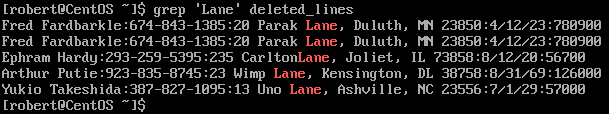 [robert@CentOS ~]$ grep 'Lane' deleted_lines
Fred Fardbarkle:674-843-1385:20 Parak Lane, Duluth, MN 23850:4/12/23:780900
Fred Fardbarkle:674-843-1385:20 Parak Lane, Duluth, MN 23850:4/12/23:780900
Ephram Hardy:293-259-5395:235 CarltonLane, Joliet, IL 73858:8/12/20:56700
Arthur Putie:923-835-8745:23 Wimp Lane, Kensington, DL 38758:8/31/69:126000
Yukio Takeshida:387-827-1095:13 Uno Lane, Ashville, NC 23556:7/1/29:57000
[robert@CentOS ~]$